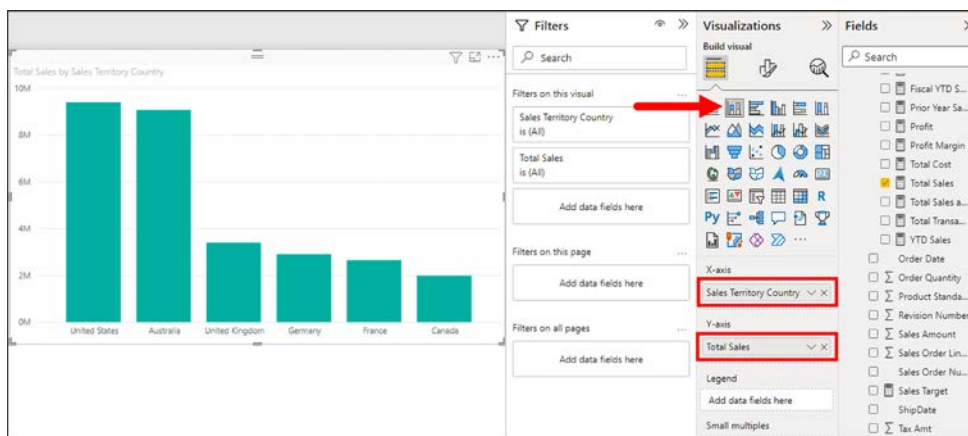 Total Sales by Sales Territory Country
10M
8M
6M
4M
2M
0M
United States Australia United Kingdom Germany France Canada
Filters
Search
Filters on this visual
Sales Territory Country
is (All)
Total Sales
is (All)
Add data fields here
Filters on this page
Add data fields here
Filters on all pages
Add data fields here
Visualizations
Build visual
R
Py
X-axis
Sales Territory Country
Y-axis
Total Sales
Legend
Add data fields here
Small multiples
Fields
Search
Fiscal YTD S...
Prior Year Sa...
Profit
Profit Margin
Total Cost
Total Sales
Total Sales a...
Total Transa...
YTD Sales
Order Date
Order Quantity
Product Standa...
Revision Number
Sales Amount
Sales Order Lin...
Sales Order Nu...
Sales Target
ShipDate
Tax Amt